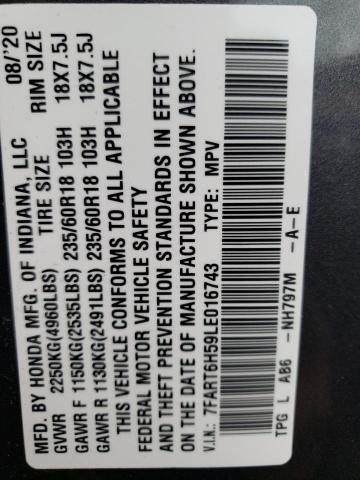 MFD. BY HONDA MFG. OF INDIANA, LLC 08/'20
GVWR 2250KG(4960LBS) TIRE SIZE RIM SIZE
GAWR F 1150KG(2535LBS) 235/60R18 103H 18X7.5J
GAWR R 1130KG(2491LBS) 235/60R18 103H 18X7.5J
THIS VEHICLE CONFORMS TO ALL APPLICABLE
FEDERAL MOTOR VEHICLE SAFETY
AND THEFT PREVENTION STANDARDS IN EFFECT
ON THE DATE OF MANUFACTURE SHOWN ABOVE.
V.I.N.: 7FART6H59LE016743 TYPE: MPV
TPG L AB6 -NH797M -A-E